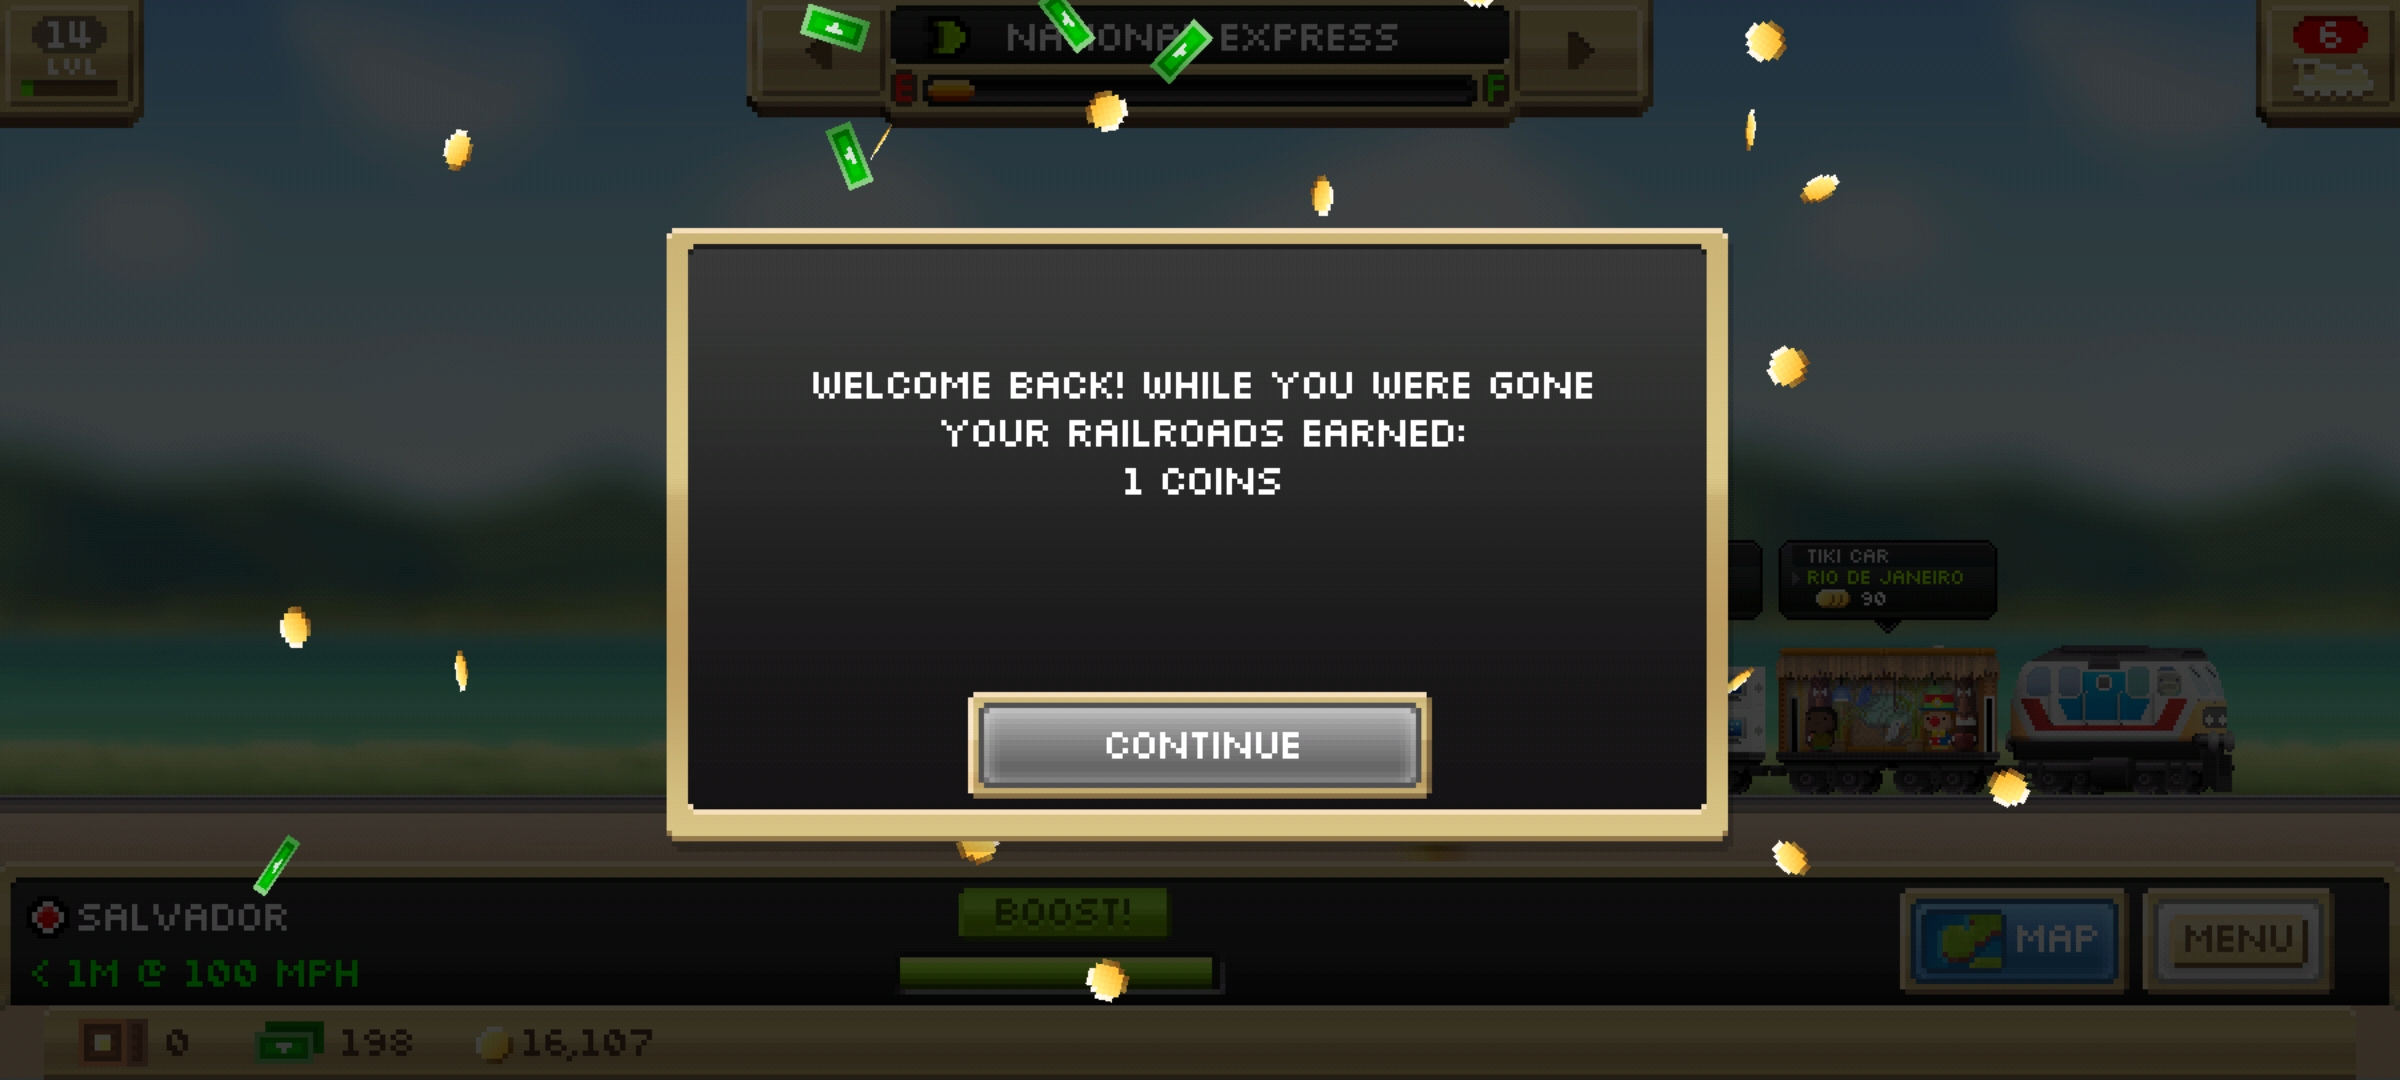 14
LVL
NATIONAL EXPRESS
E
F
6
WELCOME BACK! WHILE YOU WERE GONE
YOUR RAILROADS EARNED:
1 COINS
CONTINUE
TIKI CAR
RIO DE JANEIRO
90
SALVADOR
< 1M @ 100 MPH
BOOST!
MAP
MENU
0
198
16,107